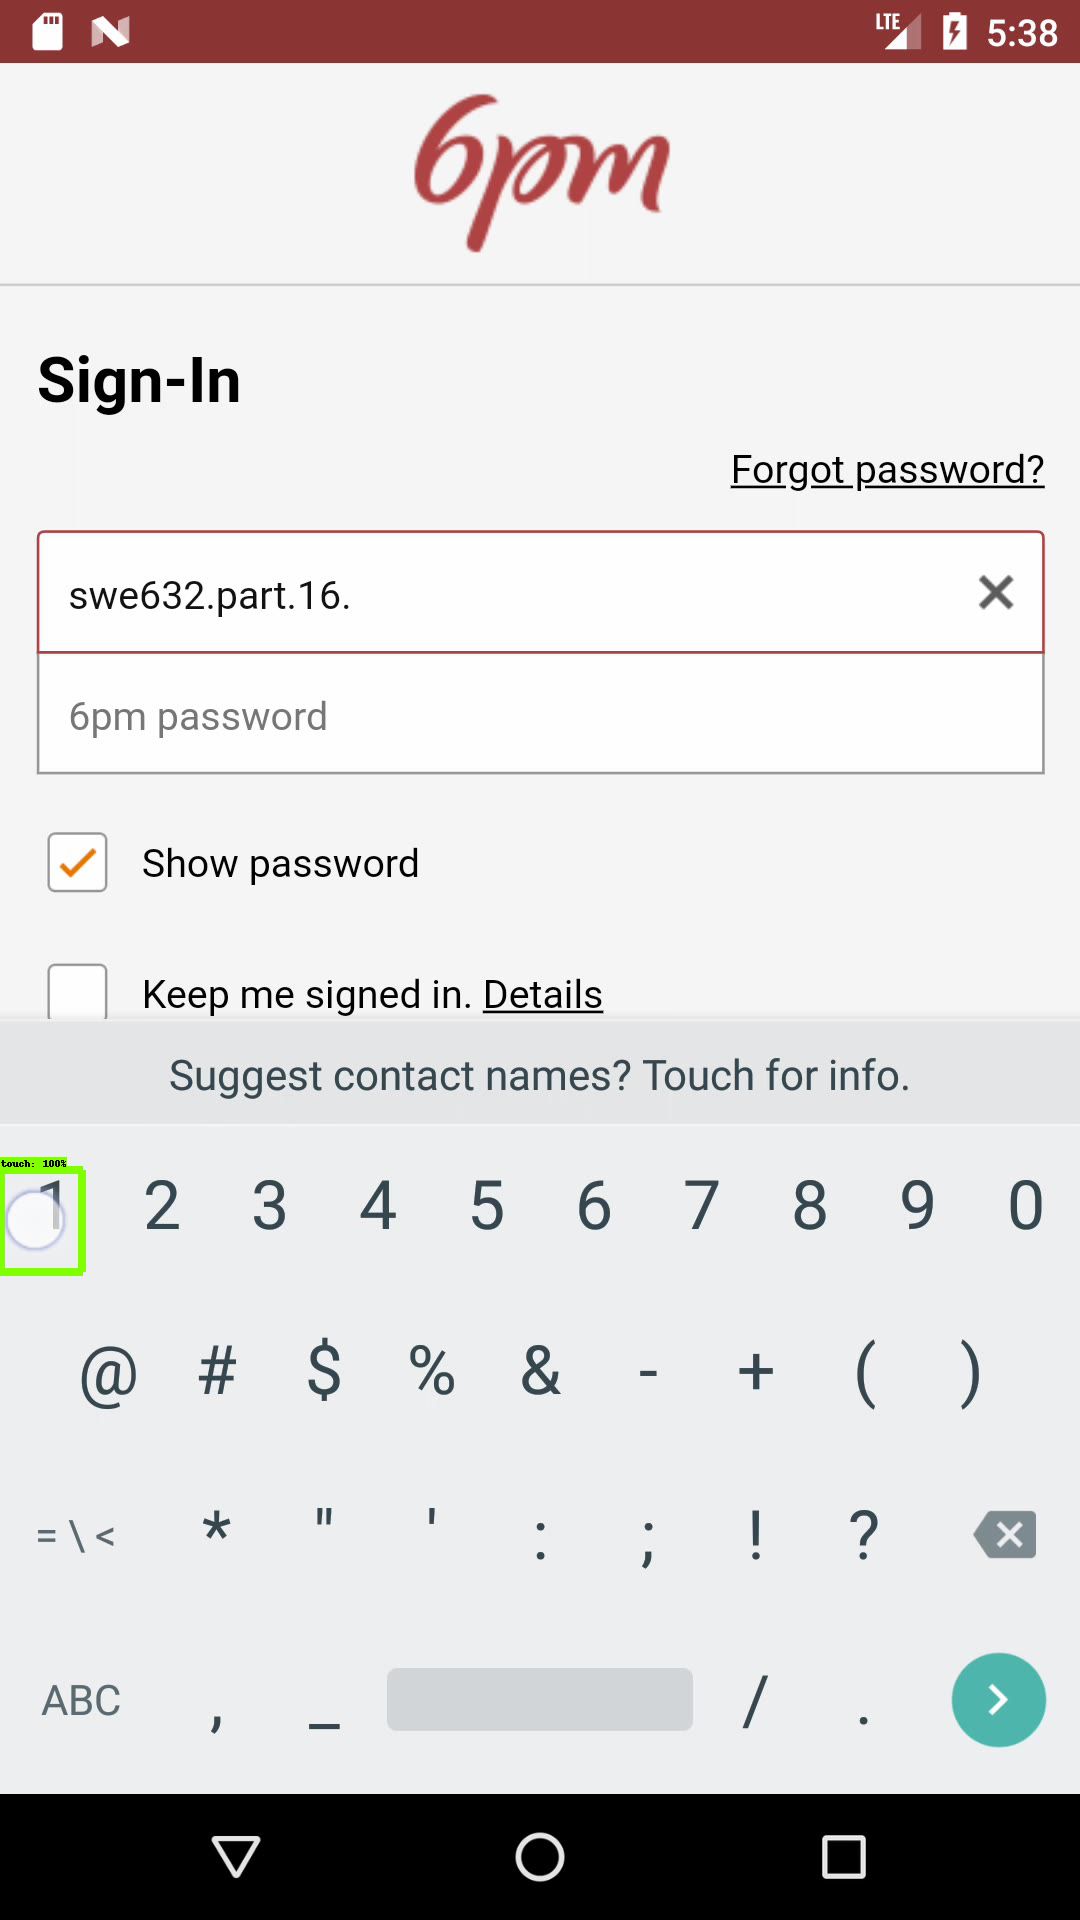 LTE 5:38
6pm
Sign-In
Forgot password?
swe632.part.16.
6pm password
Show password
Keep me signed in. Details
Suggest contact names? Touch for info.
touch: 100%
1 2 3 4 5 6 7 8 9 0
@ # $ % & - + ( )
= \ < * " ' : ; ! ?
ABC , _ / .